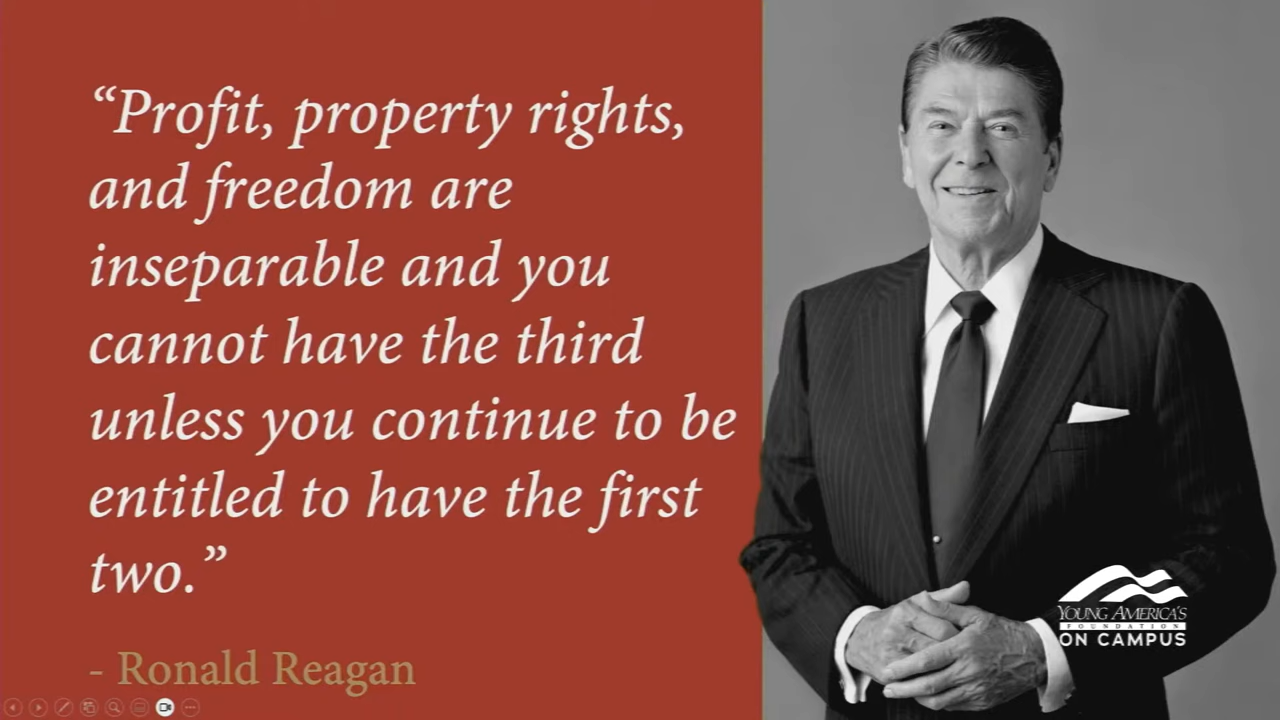 “Profit, property rights,
and freedom are
inseparable and you
cannot have the third
unless you continue to be
entitled to have the first
two.”
- Ronald Reagan
YOUNG AMERICA'S
FOUNDATION
ON CAMPUS